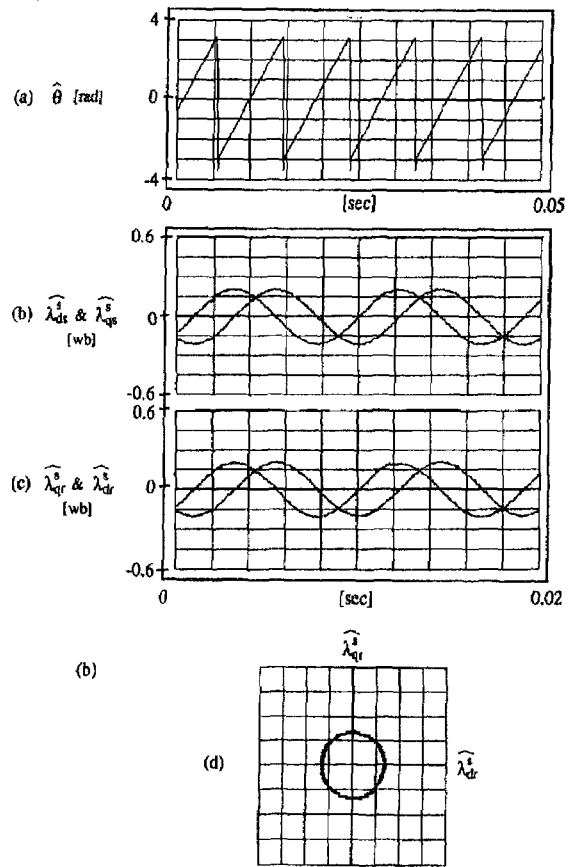 4
(a) θ̂ [rad]
0
-4
0 [sec] 0.05
0.6
(b) λ̂ˢds & λ̂ˢqs
[wb]
0
-0.6
0.6
(c) λ̂ˢqr & λ̂ˢdr
[wb]
0
-0.6
0 [sec] 0.02
(b)
λ̂ˢqr
(d)
λ̂ˢdr